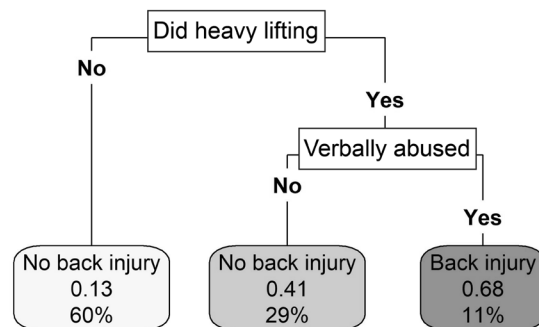 Did heavy lifting
No
Yes
Verbally abused
No
Yes
No back injury
0.13
60%
No back injury
0.41
29%
Back injury
0.68
11%